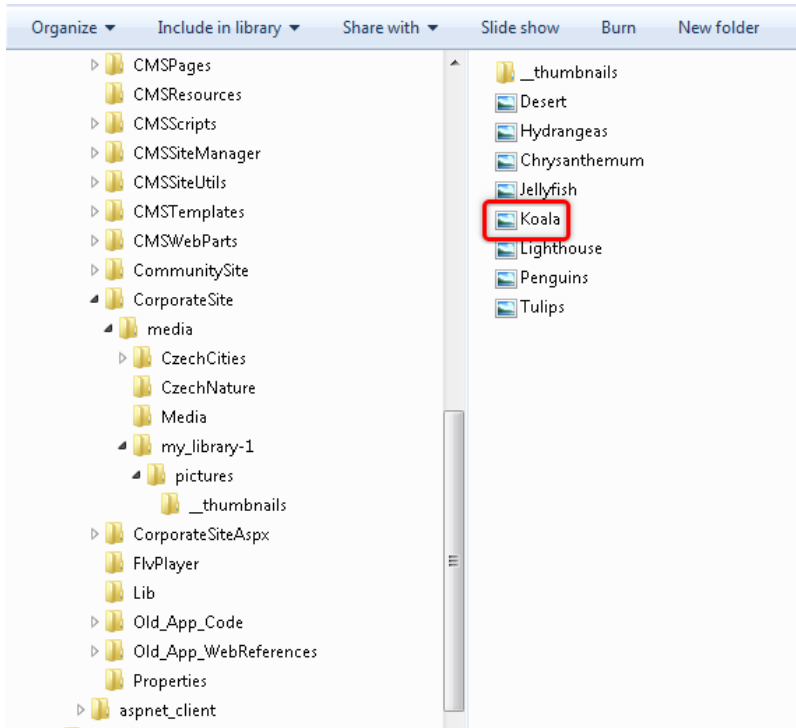 Organize Include in library Share with Slide show Burn New folder
CMSPages
CMSResources
CMSScripts
CMSSiteManager
CMSSiteUtils
CMSTemplates
CMSWebParts
CommunitySite
CorporateSite
media
CzechCities
CzechNature
Media
my_library-1
pictures
__thumbnails
CorporateSiteAspx
FlvPlayer
Lib
Old_App_Code
Old_App_WebReferences
Properties
aspnet_client
__thumbnails
Desert
Hydrangeas
Chrysanthemum
Jellyfish
Koala
Lighthouse
Penguins
Tulips